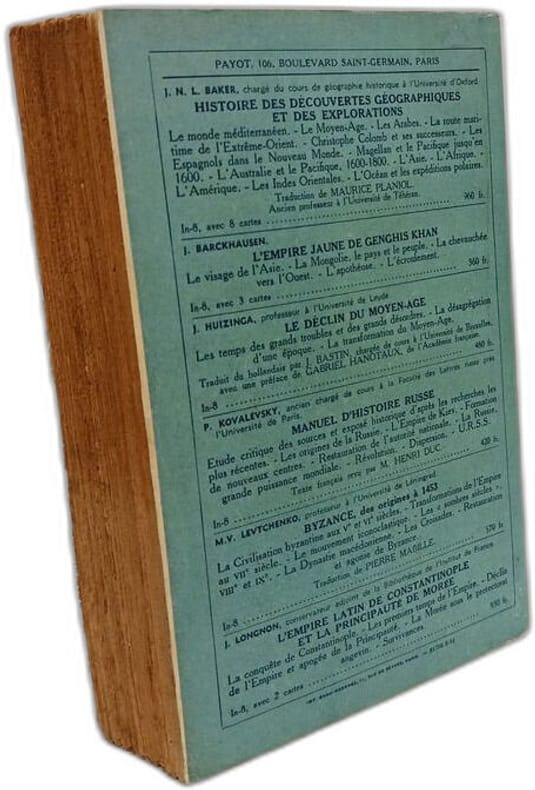 PAYOT, 106, BOULEVARD SAINT-GERMAIN, PARIS
J. N. L. BAKER, chargé du cours de géographie historique à l'Université d'Oxford
HISTOIRE DES DÉCOUVERTES GÉOGRAPHIQUES
ET DES EXPLORATIONS
Le monde méditerranéen. - Le Moyen-Age. - Les Arabes. - La route mari-
time de l'Extrême-Orient. - Christophe Colomb et ses successeurs. - Les
Espagnols dans le Nouveau Monde. - Magellan et le Pacifique jusqu'en
1600. - L'Australie et le Pacifique, 1600-1800. - L'Asie. - L'Afrique. -
L'Amérique. - Les Indes Orientales. - L'Océan et les expéditions polaires.
Traduction de MAURICE PLANIOL.
Ancien professeur à l'Université de Téhéran.
In-8, avec 8 cartes 960 fr.
J. BARCKHAUSEN.
L'EMPIRE JAUNE DE GENGHIS KHAN
Le visage de l'Asie. - La Mongolie, le pays et le peuple. - La chevauchée
vers l'Ouest. - L'apothéose. - L'écroulement.
In-8, avec 3 cartes 360 fr.
J. HUIZINGA, professeur à l'Université de Leyde
LE DÉCLIN DU MOYEN-AGE
Les temps des grands troubles et des grands désordres. - La désagrégation
d'une époque. - La transformation du Moyen-Age.
Traduit du hollandais par J. BASTIN, chargée de cours à l'Université de Bruxelles,
avec une préface de GABRIEL HANOTAUX, de l'Académie française.
In-8 480 fr.
P. KOVALEVSKY, ancien chargé de cours à la Faculté des Lettres russe près
l'Université de Paris.
MANUEL D'HISTOIRE RUSSE
Etude critique des sources et exposé historique d'après les recherches les
plus récentes. - Les origines de la Russie. - L'Empire de Kiev. - Formation
de nouveaux centres. - Restauration de l'autorité nationale. - La Russie,
grande puissance mondiale. - Révolution. - Dispersion. - U.R.S.S.
Texte français revu par M. HENRI DUC.
In-8 420 fr.
M.V. LEVTCHENKO, professeur à l'Université de Léningrad.
BYZANCE, des origines à 1453
La Civilisation byzantine aux Vᵉ et VIᵉ siècles. - Transformations de l'Empire
au VIIᵉ siècle. - Le mouvement iconoclastique. - Les « sombres siècles ».
VIIIᵉ et IXᵉ. - La Dynastie macédonienne. - Les Croisades. - Restauration
et agonie de Byzance.
Traduction de PIERRE MABILLE.
In-8 570 fr.
J. LONGNON, conservateur adjoint de la Bibliothèque de l'Institut de France
L'EMPIRE LATIN DE CONSTANTINOPLE
ET LA PRINCIPAUTÉ DE MORÉE
La conquête de Constantinople. - Les premiers temps de l'Empire. - Déclin
de l'Empire et apogée de la Principauté. - La Morée sous le protectorat
angevin. - Survivances.
In-8, avec 2 cartes fr.